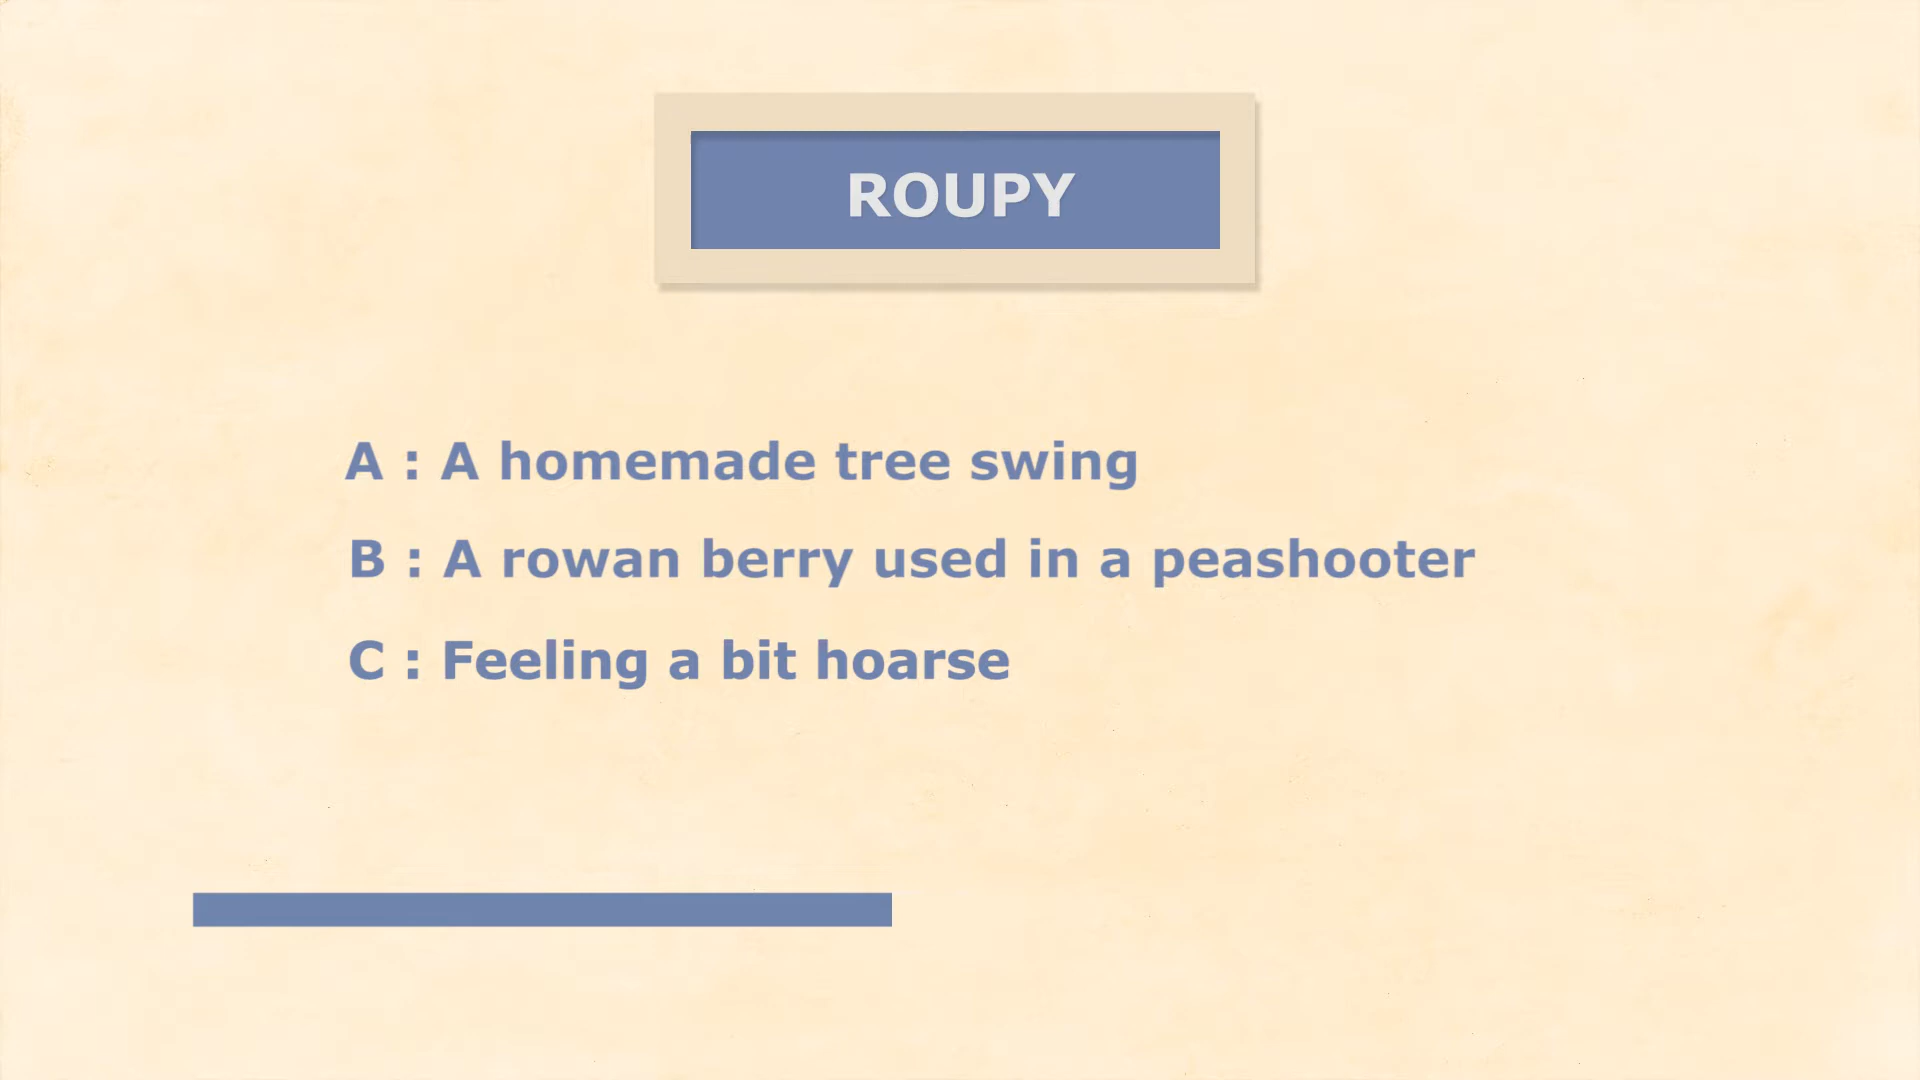 ROUPY
A : A homemade tree swing
B : A rowan berry used in a peashooter
C : Feeling a bit hoarse